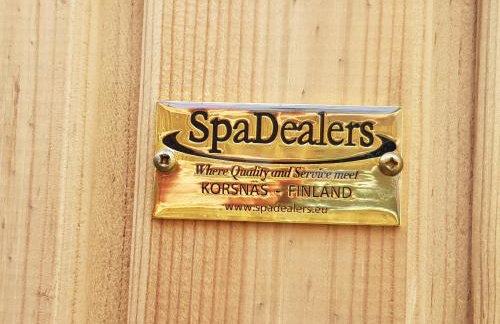 SpaDealers
Where Quality and Service meet
KORSNÄS - FINLAND
www.spadealers.eu